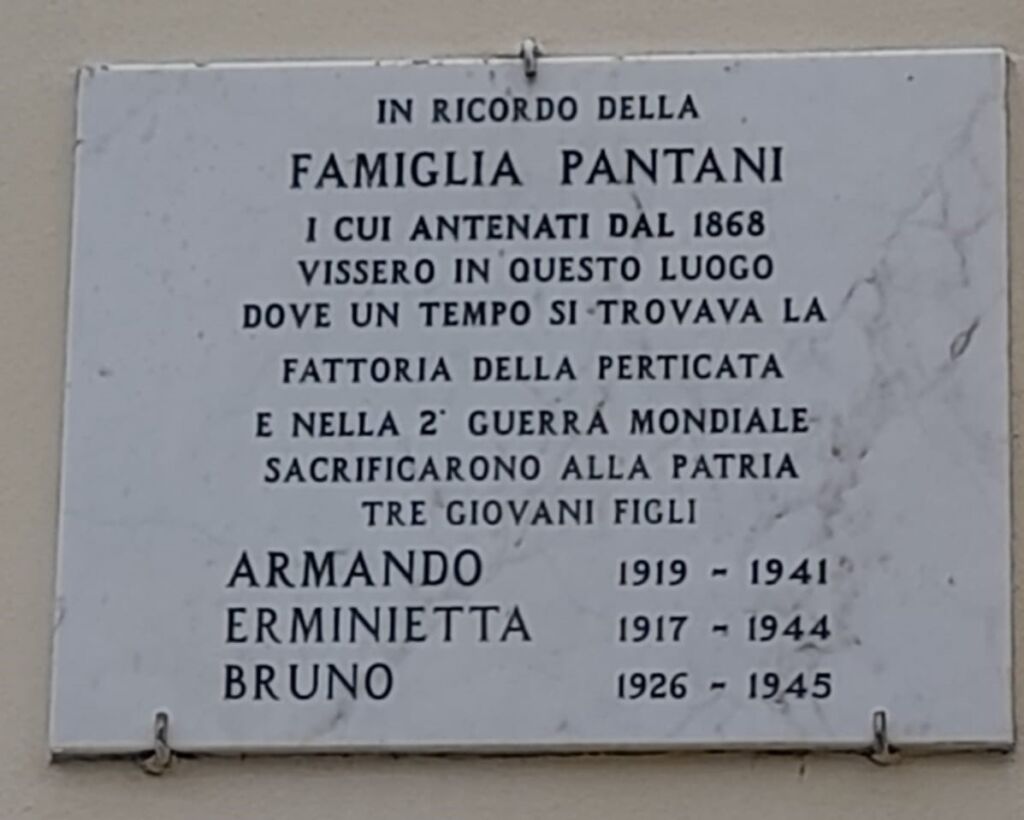 IN RICORDO DELLA
FAMIGLIA PANTANI
I CUI ANTENATI DAL 1868
VISSERO IN QUESTO LUOGO
DOVE UN TEMPO SI TROVAVA LA
FATTORIA DELLA PERTICATA
E NELLA 2° GUERRA MONDIALE
SACRIFICARONO ALLA PATRIA
TRE GIOVANI FIGLI
ARMANDO 1919 - 1941
ERMINIETTA 1917 - 1944
BRUNO 1926 - 1945